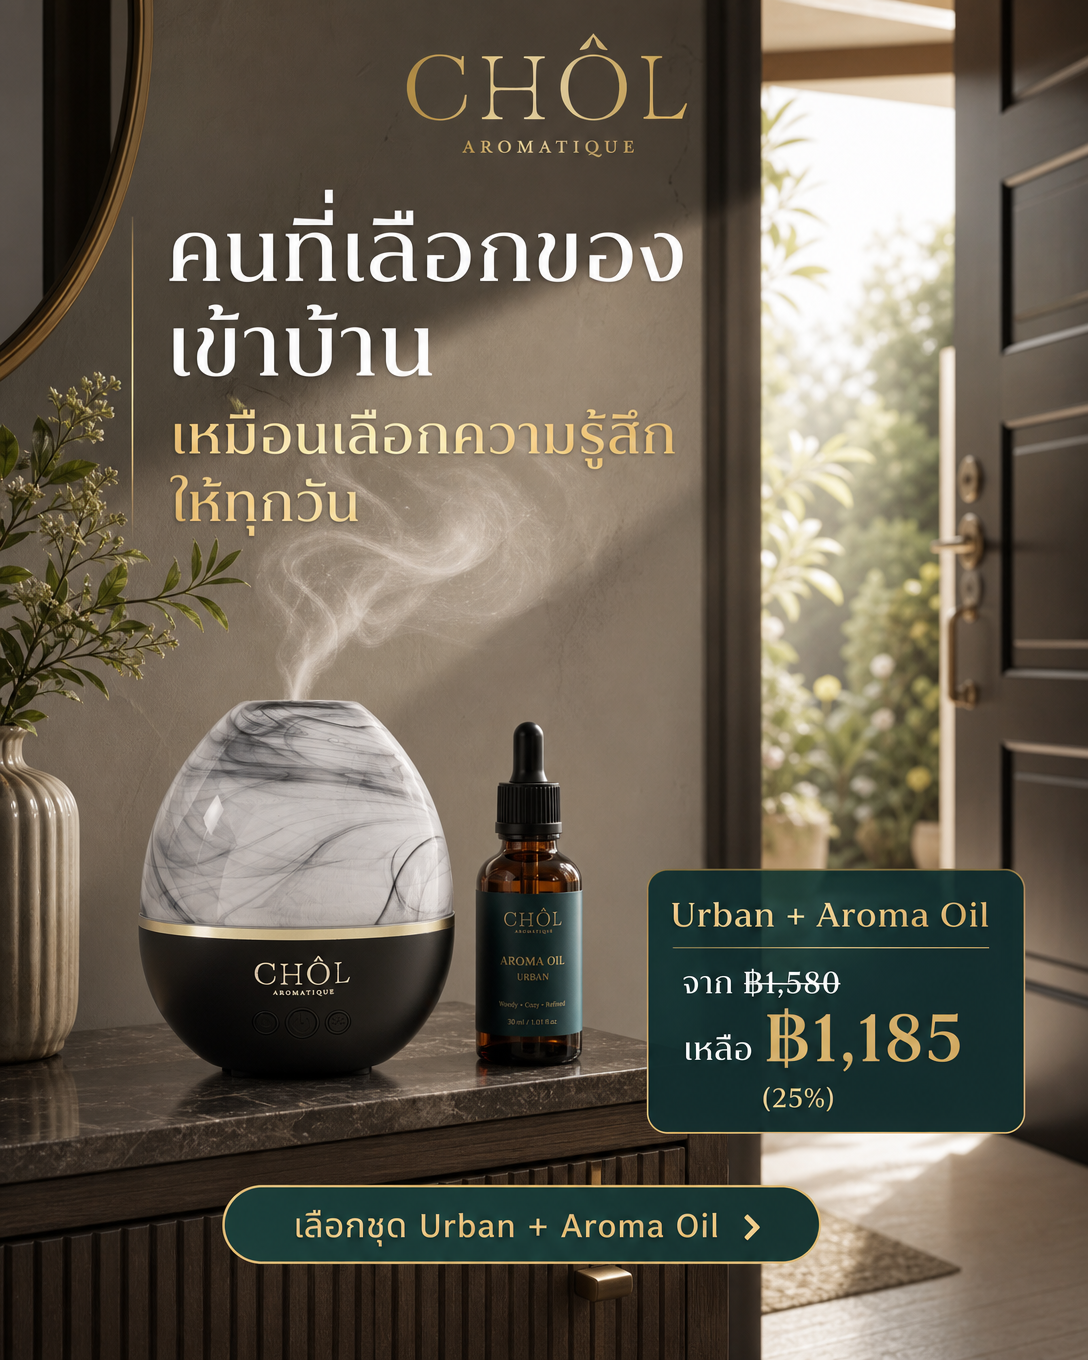 CHÔL
AROMATIQUE
คนที่เลือกของ
เข้าบ้าน
เหมือนเลือกความรู้สึก
ให้ทุกวัน
CHÔL
AROMATIQUE
CHÔL
AROMATIQUE
AROMA OIL
URBAN
Woody • Cozy • Refined
30 ml / 1.01 fl.oz
Urban + Aroma Oil
จาก ฿1,580
เหลือ ฿1,185
(25%)
เลือกชุด Urban + Aroma Oil